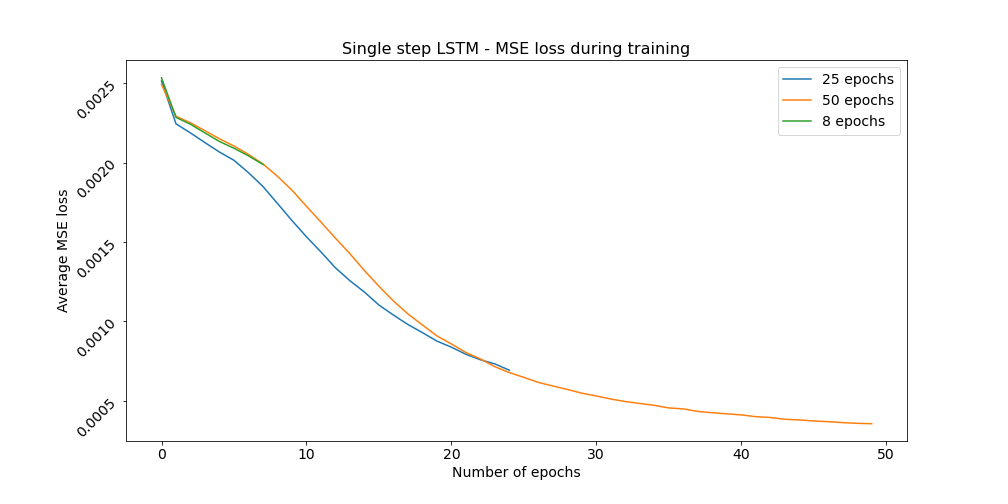 Single step LSTM - MSE loss during training
25 epochs
50 epochs
8 epochs
Average MSE loss
0.0025
0.0020
0.0015
0.0010
0.0005
0 10 20 30 40 50
Number of epochs